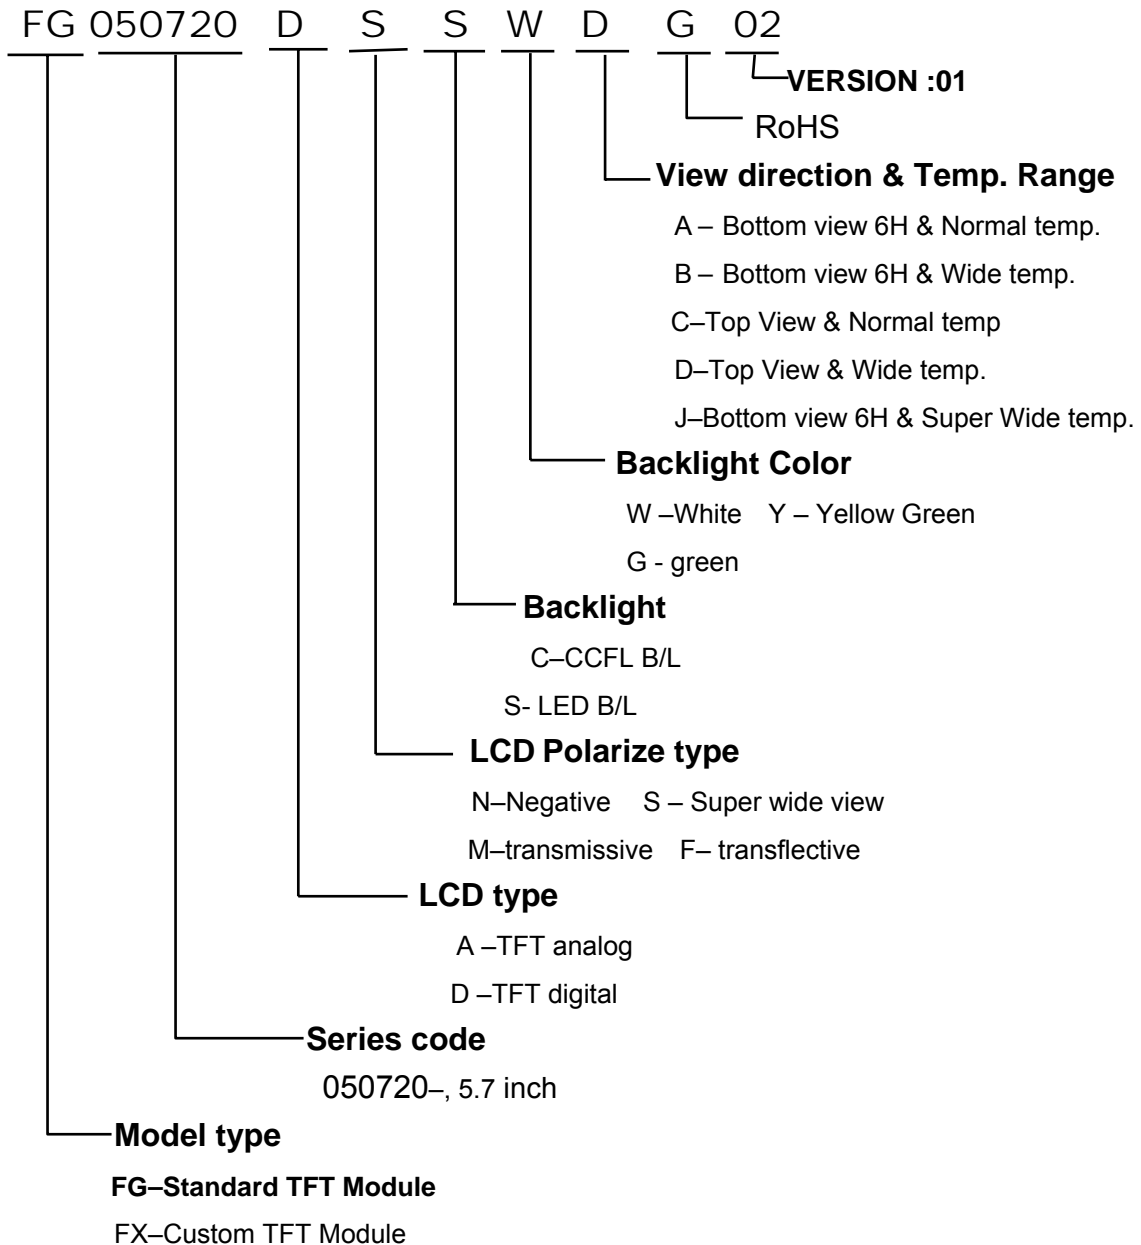 FG 050720 D S S W D G 02
VERSION :01
RoHS
View direction & Temp. Range
A – Bottom view 6H & Normal temp.
B – Bottom view 6H & Wide temp.
C–Top View & Normal temp
D–Top View & Wide temp.
J–Bottom view 6H & Super Wide temp.
Backlight Color
W –White Y – Yellow Green
G - green
Backlight
C–CCFL B/L
S- LED B/L
LCD Polarize type
N–Negative S – Super wide view
M–transmissive F– transflective
LCD type
A –TFT analog
D –TFT digital
Series code
050720–, 5.7 inch
Model type
FG–Standard TFT Module
FX–Custom TFT Module